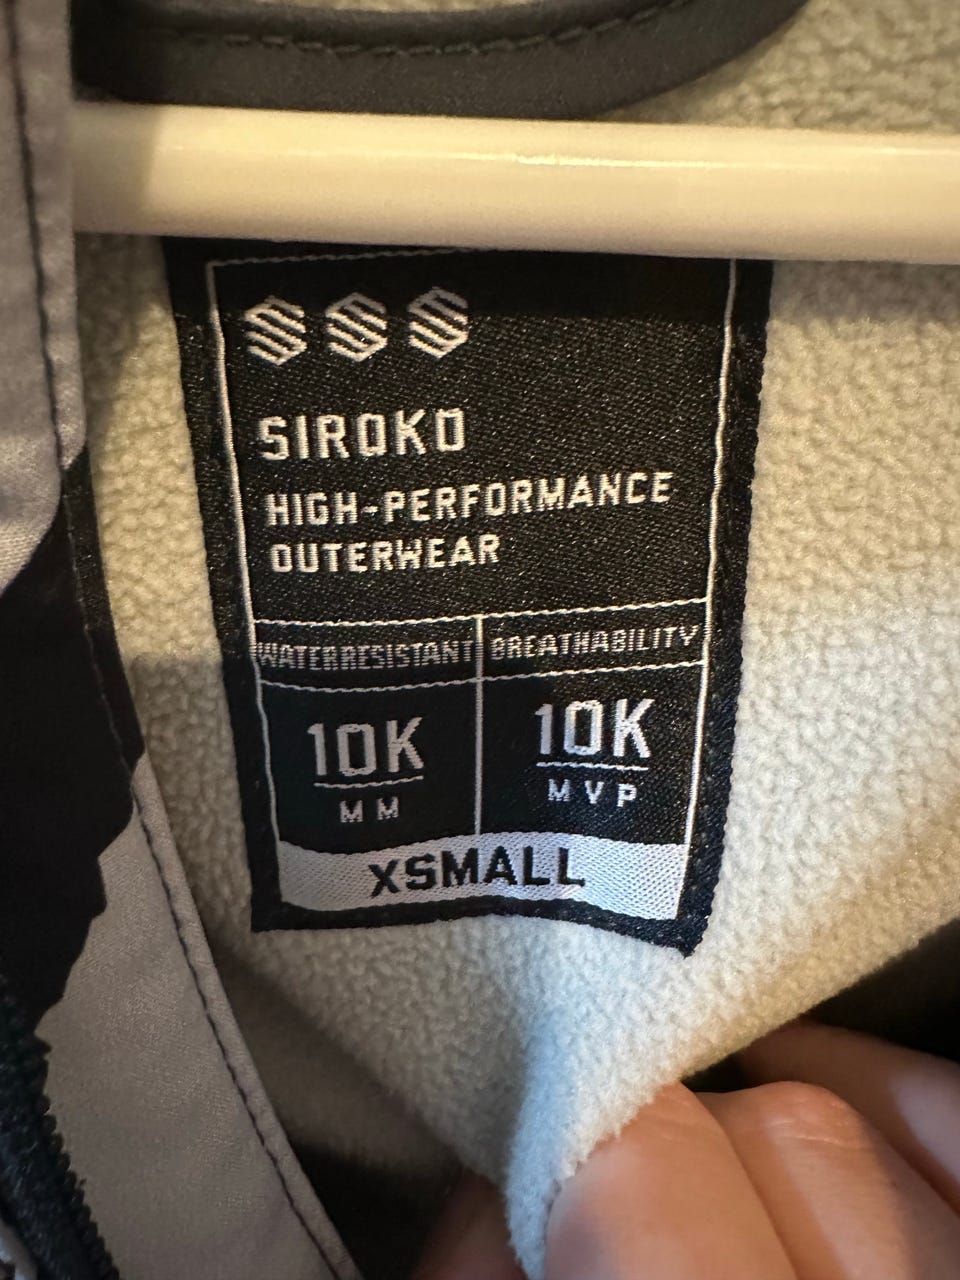 SIROKO
HIGH-PERFORMANCE
OUTERWEAR
WATERRESISTANT BREATHABILITY
10K 10K
MM MVP
XSMALL